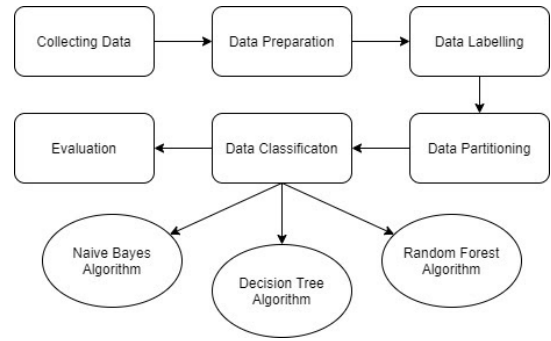 Collecting Data
Data Preparation
Data Labelling
Evaluation
Data Classificaton
Data Partitioning
Naive Bayes
Algorithm
Decision Tree
Algorithm
Random Forest
Algorithm